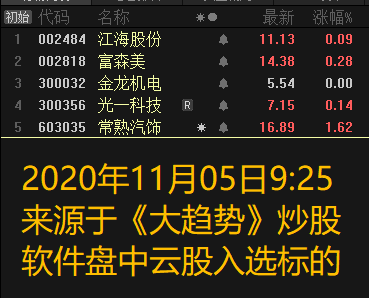 初始 代码 名称 最新 涨幅%
1 002484 江海股份 11.13 0.09
2 002818 富森美 14.38 0.28
3 300032 金龙机电 5.54 0.00
4 300356 光一科技 R 7.15 0.14
5 603035 常熟汽饰 16.89 1.62
2020年11月05日9:25
来源于《大趋势》炒股
软件盘中云股入选标的